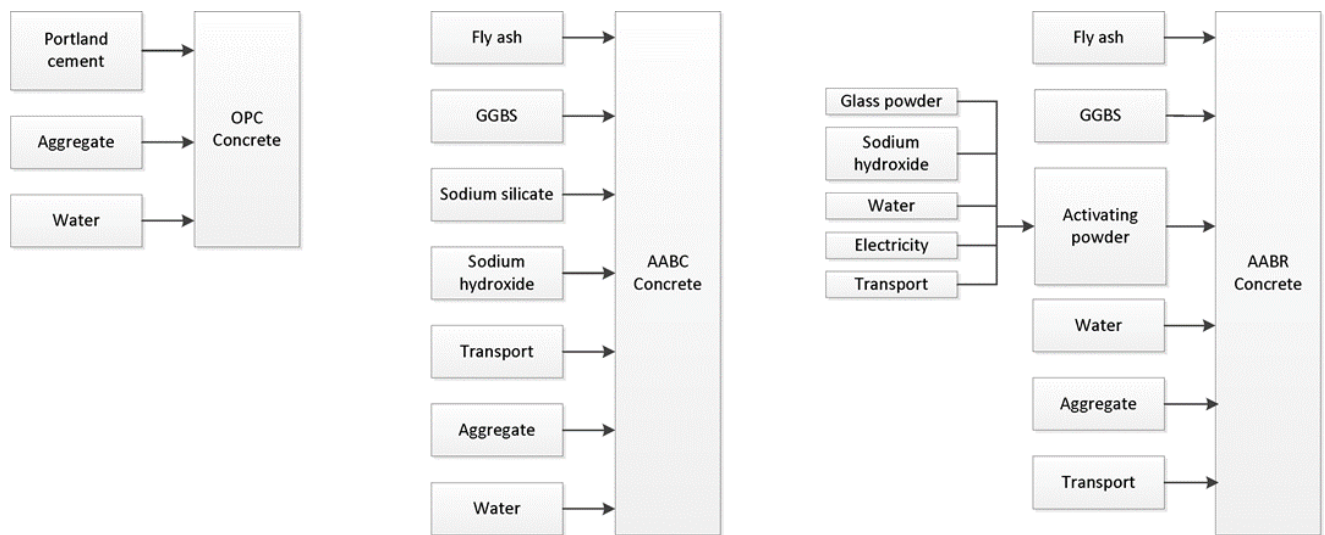 Portland
cement
Aggregate
Water
OPC
Concrete
Fly ash
GGBS
Sodium silicate
Sodium
hydroxide
Transport
Aggregate
Water
AABC
Concrete
Glass powder
Sodium
hydroxide
Water
Electricity
Transport
Fly ash
GGBS
Activating
powder
Water
Aggregate
Transport
AABR
Concrete